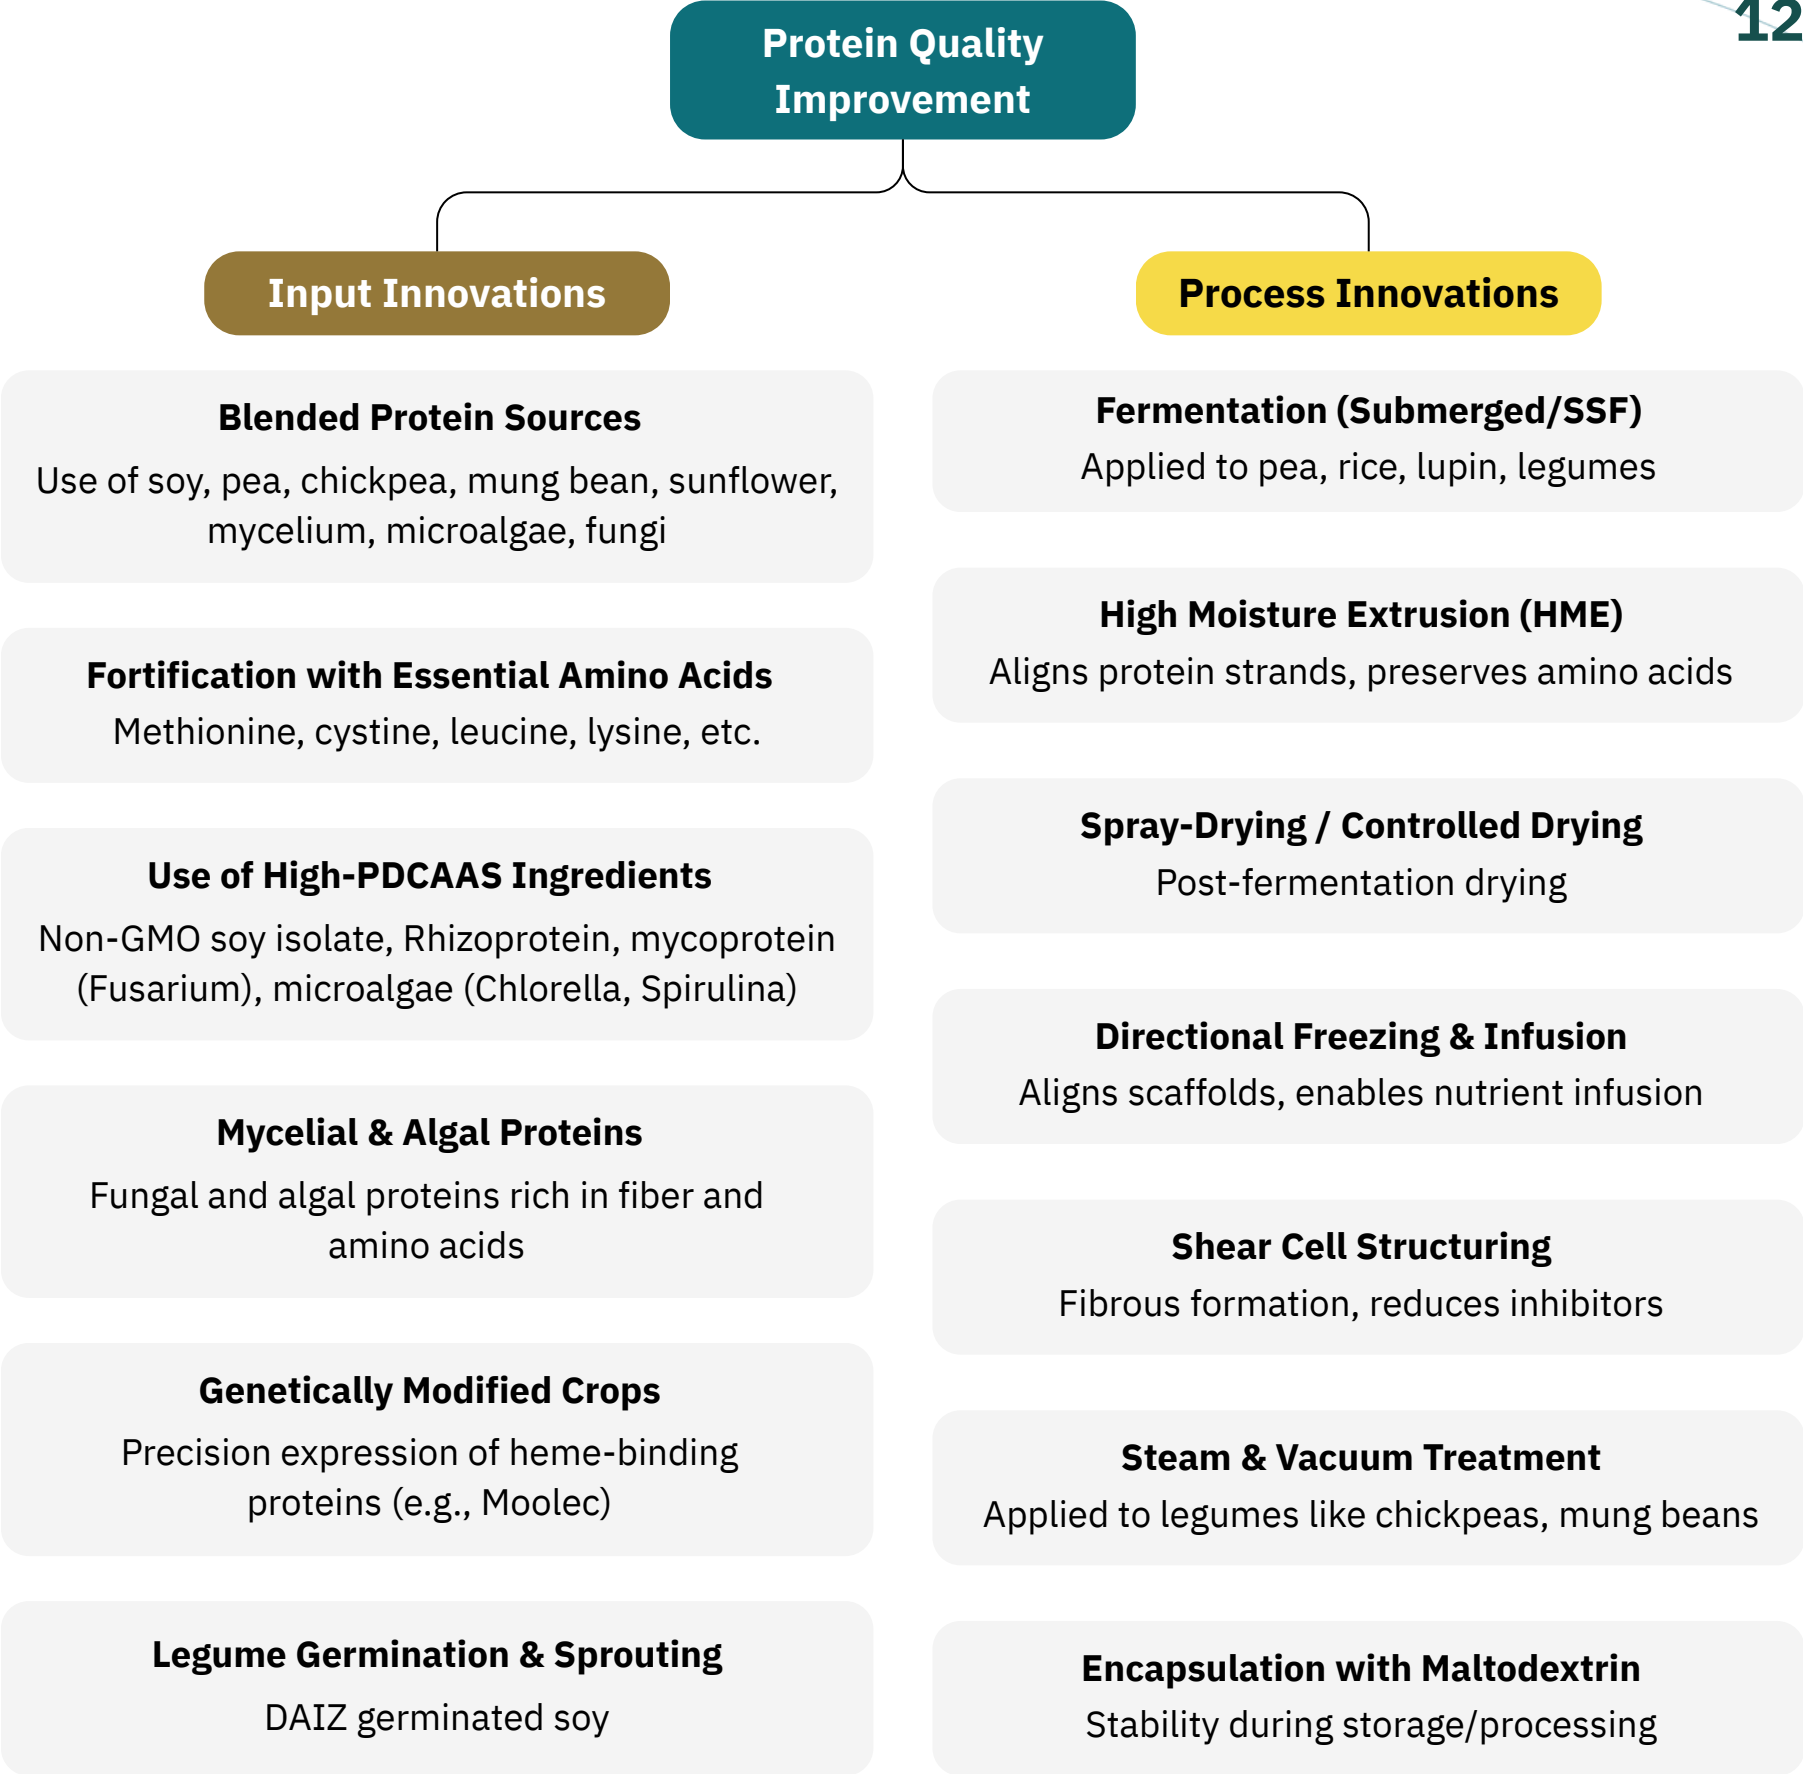 12
Protein Quality
Improvement
Input Innovations
Blended Protein Sources
Use of soy, pea, chickpea, mung bean, sunflower,
mycelium, microalgae, fungi
Fortification with Essential Amino Acids
Methionine, cystine, leucine, lysine, etc.
Use of High-PDCAAS Ingredients
Non-GMO soy isolate, Rhizoprotein, mycoprotein
(Fusarium), microalgae (Chlorella, Spirulina)
Mycelial & Algal Proteins
Fungal and algal proteins rich in fiber and
amino acids
Genetically Modified Crops
Precision expression of heme-binding
proteins (e.g., Moolec)
Legume Germination & Sprouting
DAIZ germinated soy
Process Innovations
Fermentation (Submerged/SSF)
Applied to pea, rice, lupin, legumes
High Moisture Extrusion (HME)
Aligns protein strands, preserves amino acids
Spray-Drying / Controlled Drying
Post-fermentation drying
Directional Freezing & Infusion
Aligns scaffolds, enables nutrient infusion
Shear Cell Structuring
Fibrous formation, reduces inhibitors
Steam & Vacuum Treatment
Applied to legumes like chickpeas, mung beans
Encapsulation with Maltodextrin
Stability during storage/processing